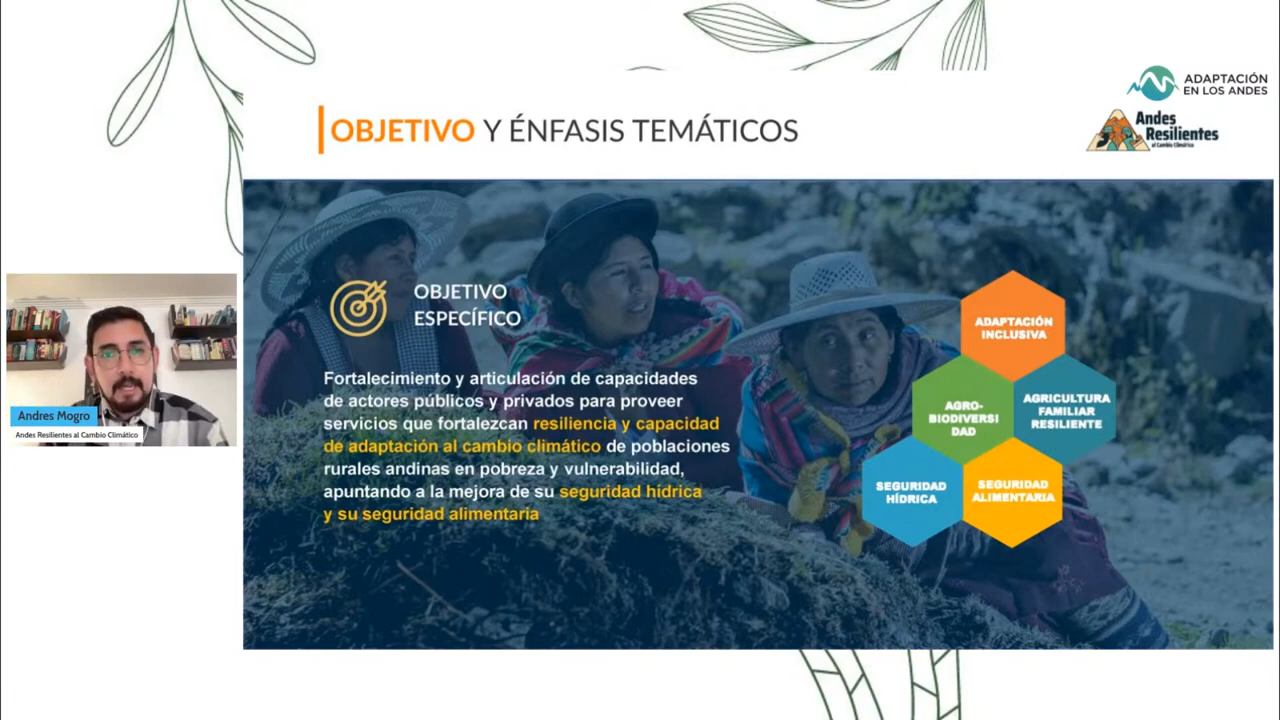 ADAPTACIÓN
EN LOS ANDES
Andes
Resilientes
al Cambio Climático
OBJETIVO Y ÉNFASIS TEMÁTICOS
OBJETIVO
ESPECÍFICO
Fortalecimiento y articulación de capacidades
de actores públicos y privados para proveer
servicios que fortalezcan resiliencia y capacidad
de adaptación al cambio climático de poblaciones
rurales andinas en pobreza y vulnerabilidad,
apuntando a la mejora de su seguridad hídrica
y su seguridad alimentaria
ADAPTACIÓN
INCLUSIVA
AGRO-
BIODIVERSI
DAD
AGRICULTURA
FAMILIAR
RESILIENTE
SEGURIDAD
HÍDRICA
SEGURIDAD
ALIMENTARIA
Andres Mogro
Andes Resilientes al Cambio Climático